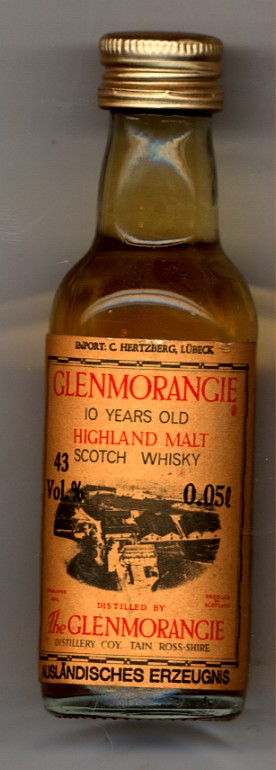 IMPORT: C. HERTZBERG, LÜBECK
GLENMORANGIE
10 YEARS OLD
HIGHLAND MALT
SCOTCH WHISKY
43 Vol.% 0.05ℓ
DISTILLED BY
The GLENMORANGIE
DISTILLERY COY. TAIN. ROSS-SHIRE
AUSLÄNDISCHES ERZEUGNIS